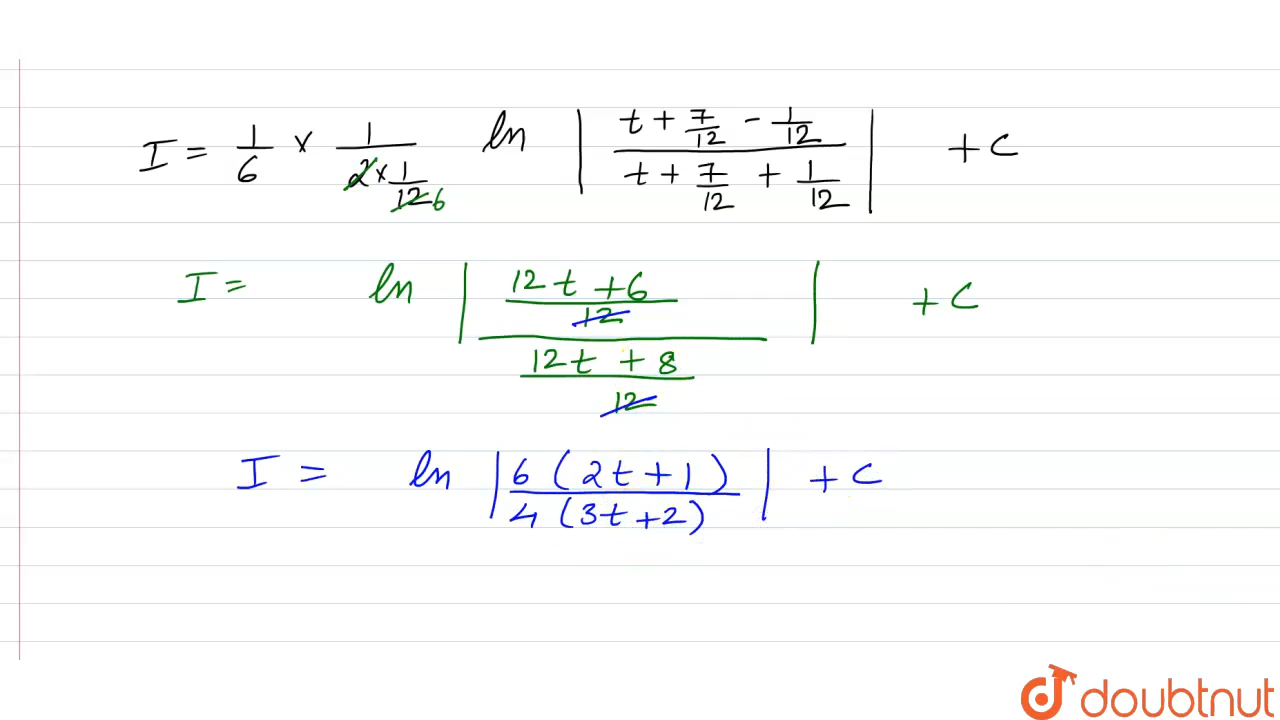 I = 1/6 × 1/(2 × 1/12 6) ln |(t + 7/12 - 1/12)/(t + 7/12 + 1/12)| + C
I = ln |((12t + 6)/12)/((12t + 8)/12)| + C
I = ln |6(2t + 1)/4(3t + 2)| + C
doubtnut